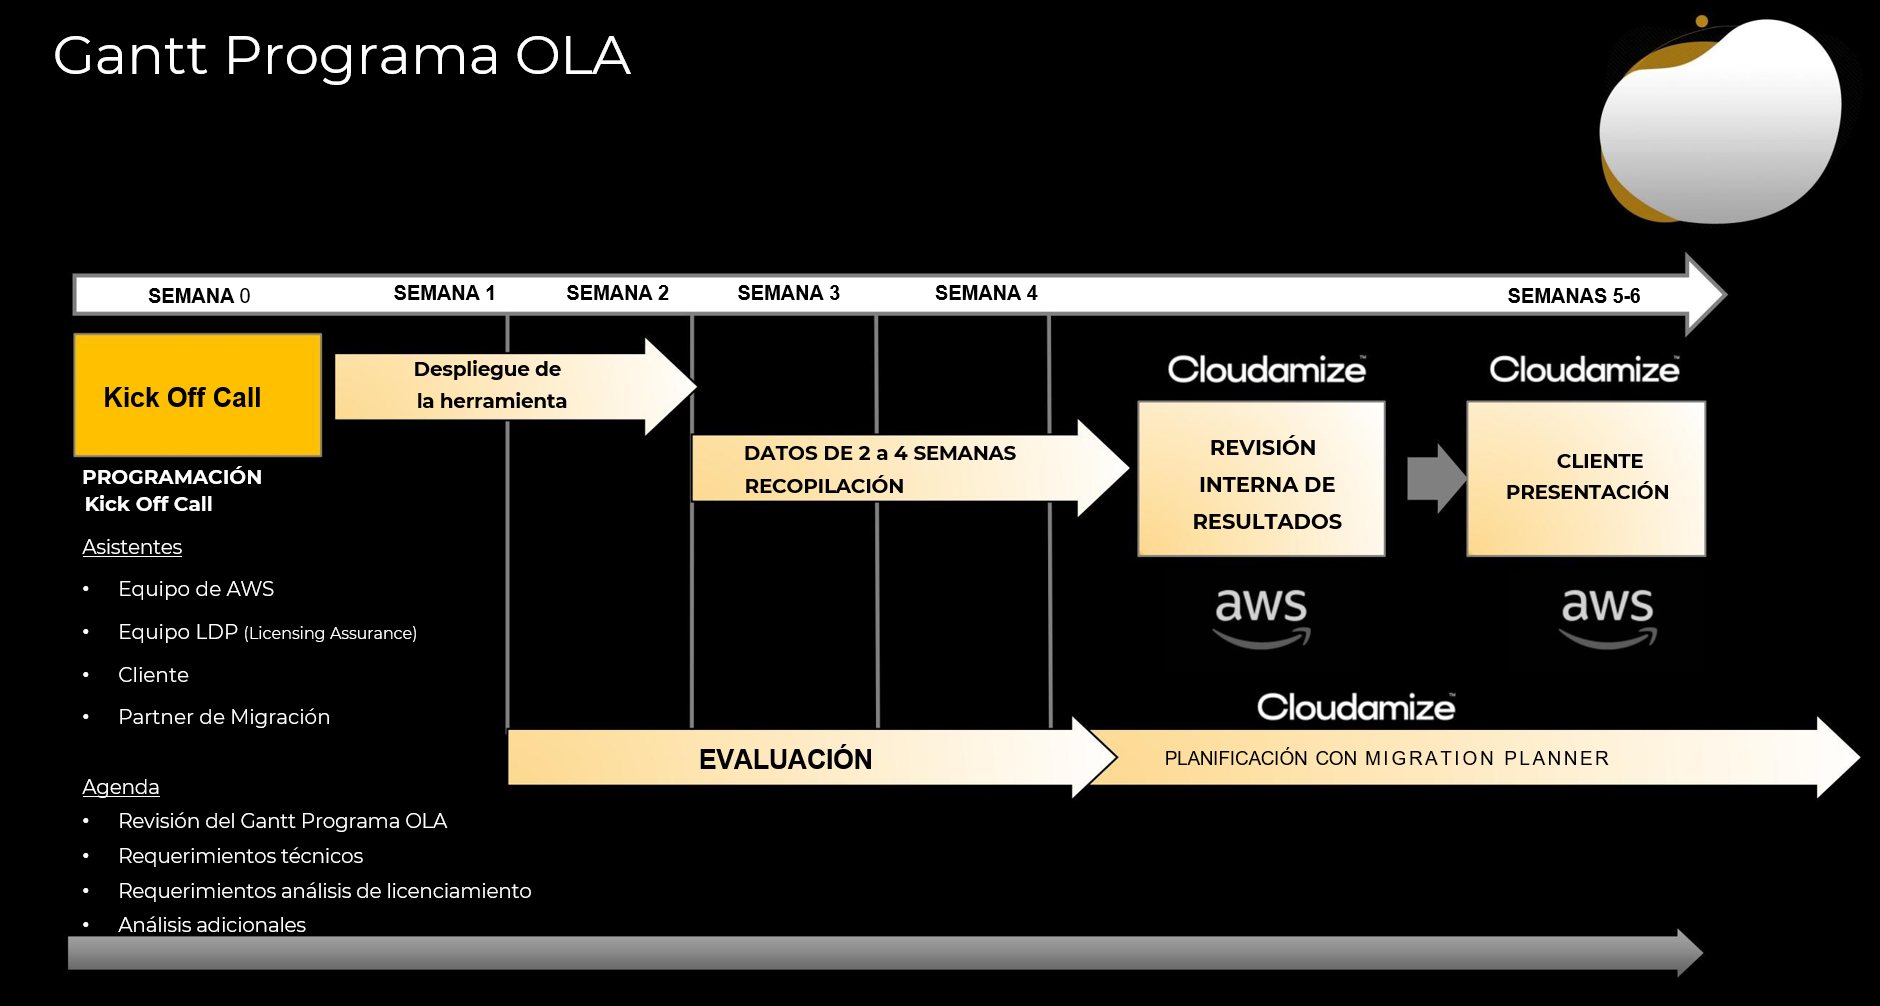 Gantt Programa OLA
SEMANA 0
SEMANA 1
SEMANA 2
SEMANA 3
SEMANA 4
SEMANAS 5-6
Kick Off Call
Despliegue de
la herramienta
DATOS DE 2 a 4 SEMANAS
RECOPILACIÓN
Cloudamize™
REVISIÓN
INTERNA DE
RESULTADOS
aws
Cloudamize™
CLIENTE
PRESENTACIÓN
aws
PROGRAMACIÓN
Kick Off Call
Asistentes
• Equipo de AWS
• Equipo LDP (Licensing Assurance)
• Cliente
• Partner de Migración
EVALUACIÓN
Cloudamize™
PLANIFICACIÓN CON MIGRATION PLANNER
Agenda
• Revisión del Gantt Programa OLA
• Requerimientos técnicos
• Requerimientos análisis de licenciamiento
• Análisis adicionales